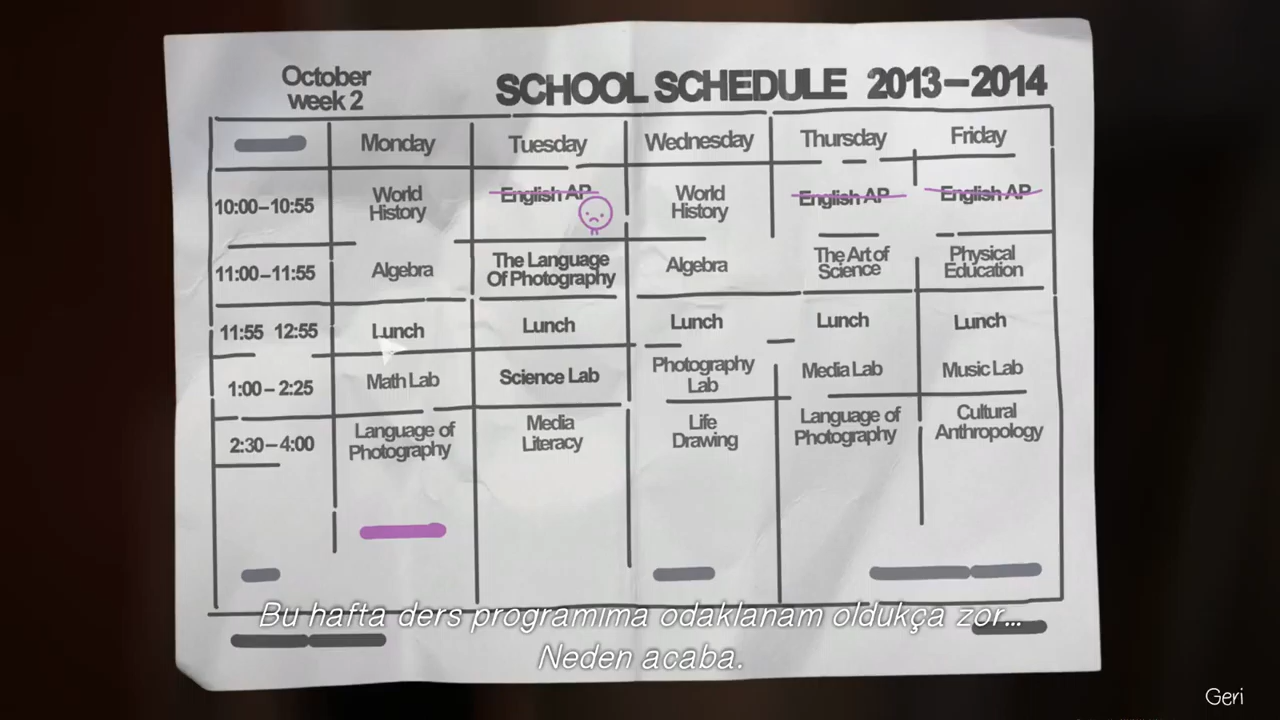 October
week 2
SCHOOL SCHEDULE 2013-2014
Monday Tuesday Wednesday Thursday Friday
10:00-10:55 World History English AP World History English AP English AP
11:00-11:55 Algebra The Language Of Photography Algebra The Art of Science Physical Education
11:55 12:55 Lunch Lunch Lunch Lunch Lunch
1:00-2:25 Math Lab Science Lab Photography Lab Media Lab Music Lab
2:30-4:00 Language of Photography Media Literacy Life Drawing Language of Photography Cultural Anthropology
Bu hafta ders programıma odaklanam oldukça zor...
Neden acaba.
Geri